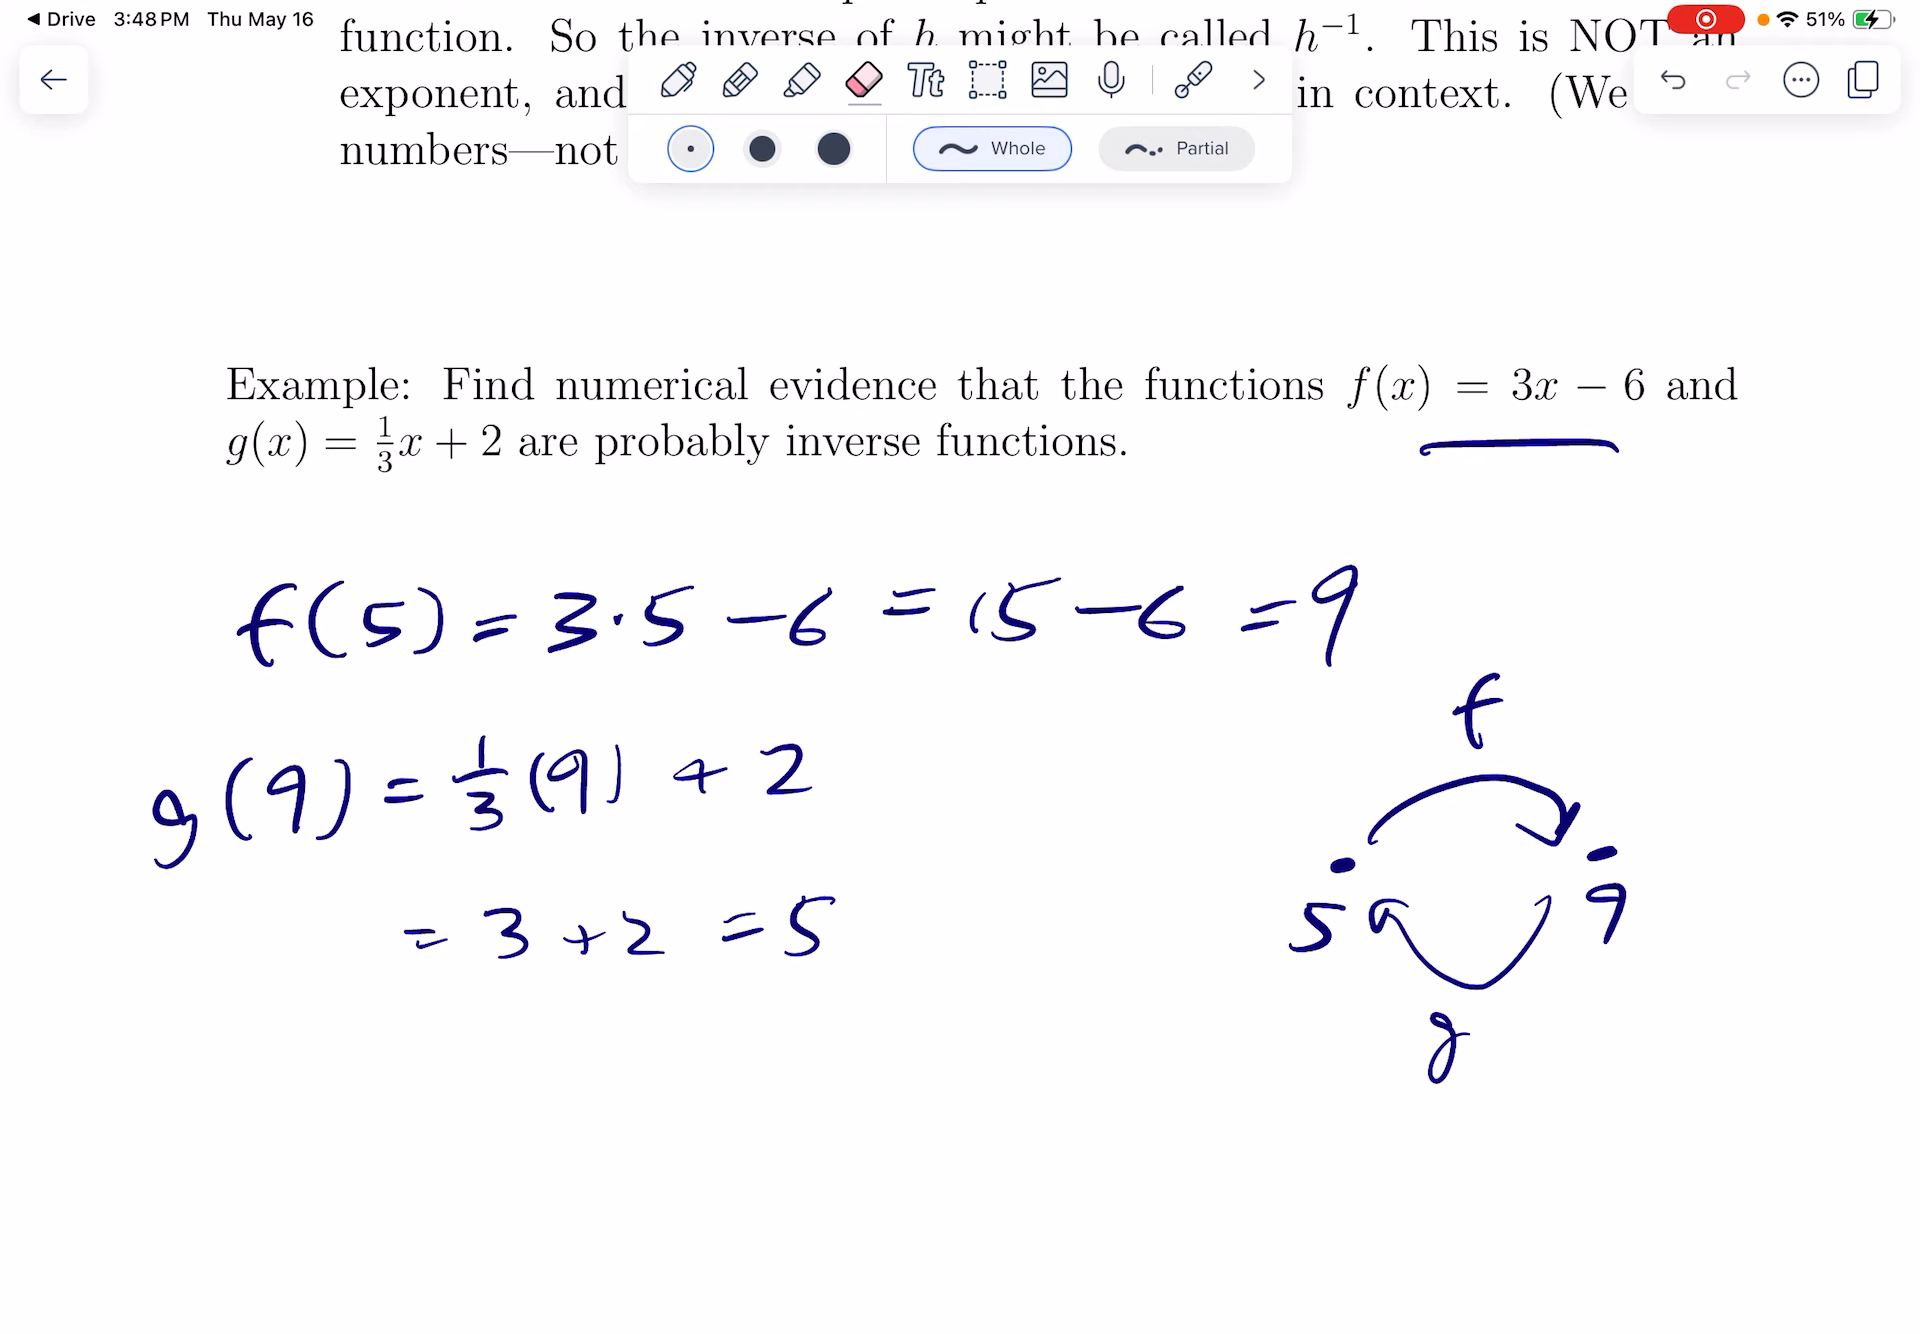 ◀ Drive 3:48 PM Thu May 16 51%
function. So the inverse of h might be called h⁻¹. This is NOT an
exponent, and in context. (We
numbers—not
Tt
Whole Partial
Example: Find numerical evidence that the functions f(x) = 3x − 6 and
g(x) = 1/3 x + 2 are probably inverse functions.
f(5) = 3·5 − 6 = 15 − 6 = 9
f
g(9) = 1/3 (9) + 2
5 9
= 3 + 2 = 5
g